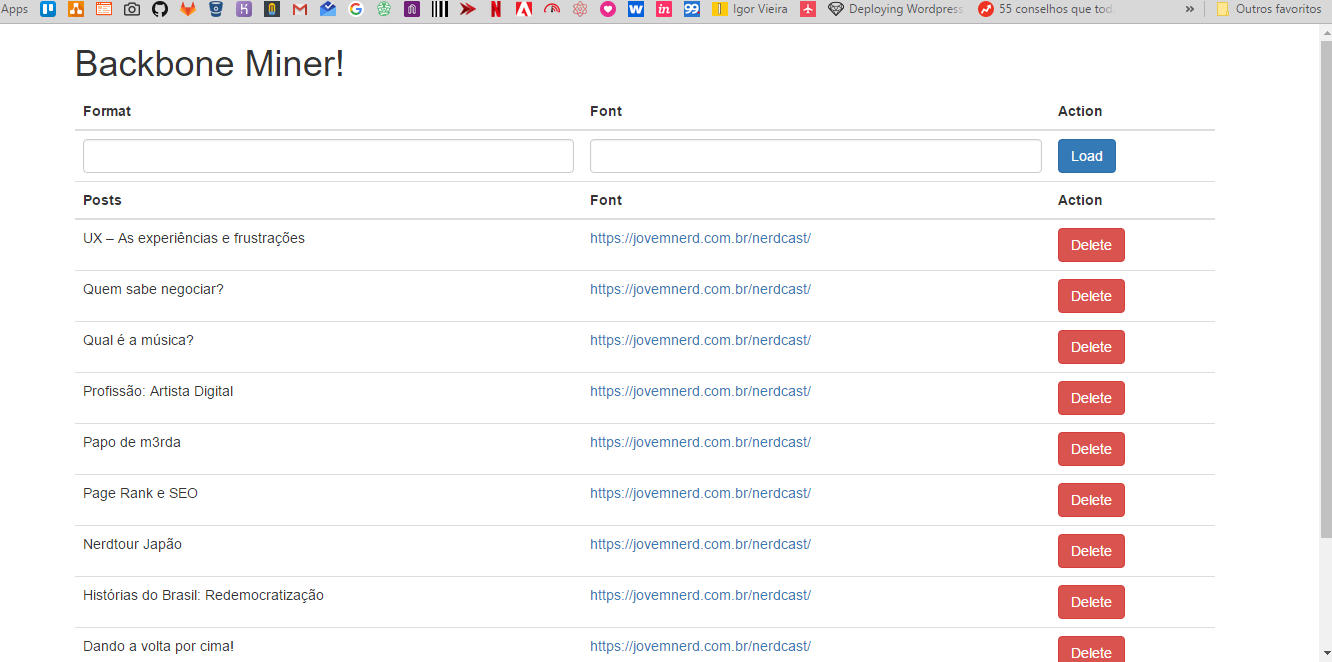 Apps Igor Vieira Deploying Wordpress 55 conselhos que tod » Outros favoritos
Backbone Miner!
Format Font Action
Load
Posts Font Action
UX – As experiências e frustrações https://jovemnerd.com.br/nerdcast/ Delete
Quem sabe negociar? https://jovemnerd.com.br/nerdcast/ Delete
Qual é a música? https://jovemnerd.com.br/nerdcast/ Delete
Profissão: Artista Digital https://jovemnerd.com.br/nerdcast/ Delete
Papo de m3rda https://jovemnerd.com.br/nerdcast/ Delete
Page Rank e SEO https://jovemnerd.com.br/nerdcast/ Delete
Nerdtour Japão https://jovemnerd.com.br/nerdcast/ Delete
Histórias do Brasil: Redemocratização https://jovemnerd.com.br/nerdcast/ Delete
Dando a volta por cima! https://jovemnerd.com.br/nerdcast/ Delete